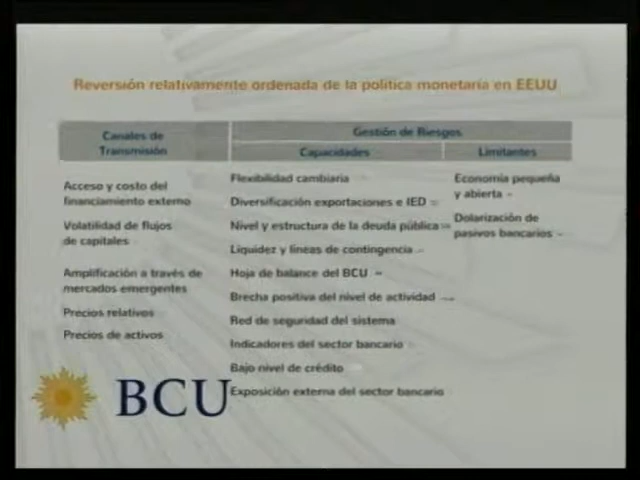 Reversión relativamente ordenada de la política monetaria en EEUU
Canales de
Transmisión
Gestión de Riesgos
Capacidades
Limitantes
Acceso y costo del
financiamiento externo
Volatilidad de flujos
de capitales
Amplificación a través de
mercados emergentes
Precios relativos
Precios de activos
Flexibilidad cambiaria
Diversificación exportaciones e IED
Nivel y estructura de la deuda pública
Liquidez y líneas de contingencia
Hoja de balance del BCU
Brecha positiva del nivel de actividad
Red de seguridad del sistema
Indicadores del sector bancario
Bajo nivel de crédito
Exposición externa del sector bancario
Economía pequeña
y abierta
Dolarización de
pasivos bancarios
BCU